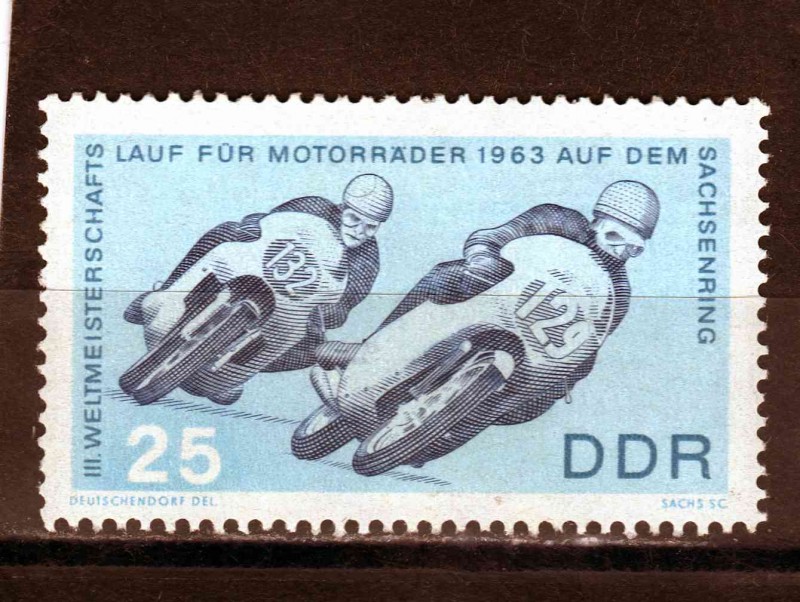 III. WELTMEISTERSCHAFTS
LAUF FÜR MOTORRÄDER 1963 AUF DEM
SACHSENRING
132
129
25
DDR
DEUTSCHENDORF DEL.
SACHS SC.